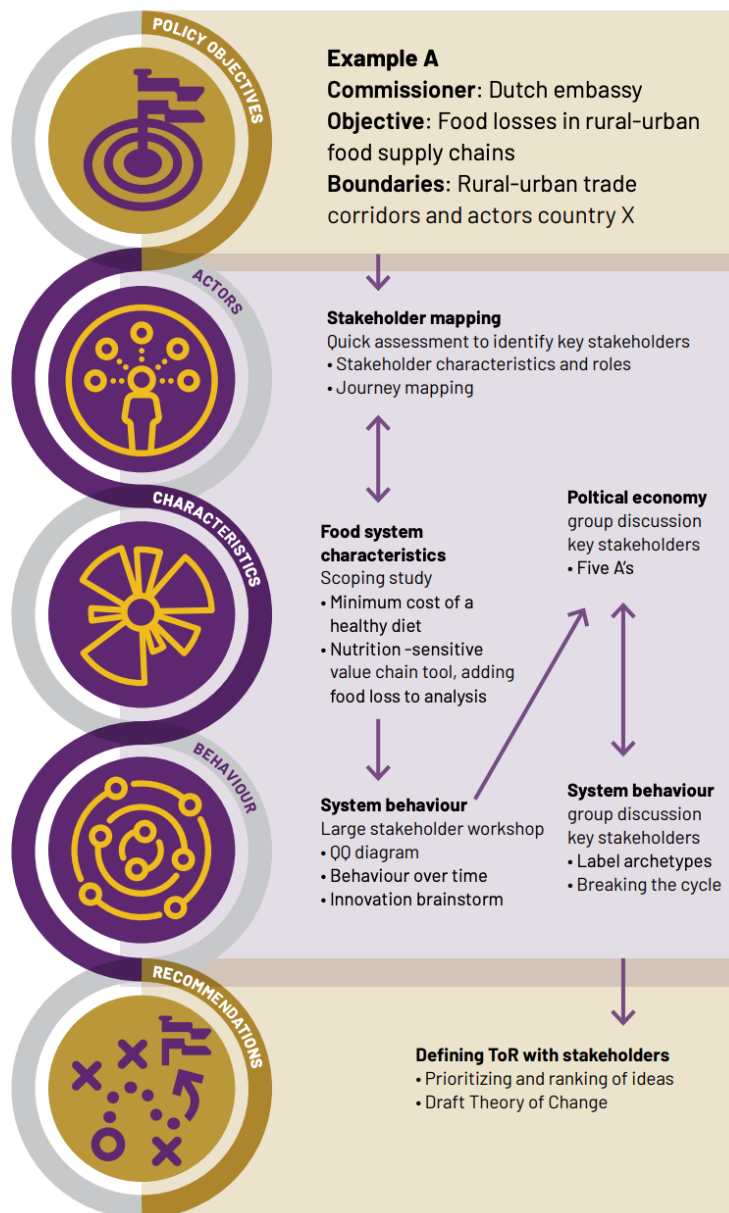 POLICY OBJECTIVES
Example A
Commissioner: Dutch embassy
Objective: Food losses in rural-urban
food supply chains
Boundaries: Rural-urban trade
corridors and actors country X
ACTORS
Stakeholder mapping
Quick assessment to identify key stakeholders
• Stakeholder characteristics and roles
• Journey mapping
CHARACTERISTICS
Food system
characteristics
Scoping study
• Minimum cost of a
healthy diet
• Nutrition -sensitive
value chain tool, adding
food loss to analysis
Poltical economy
group discussion
key stakeholders
• Five A's
BEHAVIOUR
System behaviour
Large stakeholder workshop
• QQ diagram
• Behaviour over time
• Innovation brainstorm
System behaviour
group discussion
key stakeholders
• Label archetypes
• Breaking the cycle
RECOMMENDATIONS
Defining ToR with stakeholders
• Prioritizing and ranking of ideas
• Draft Theory of Change